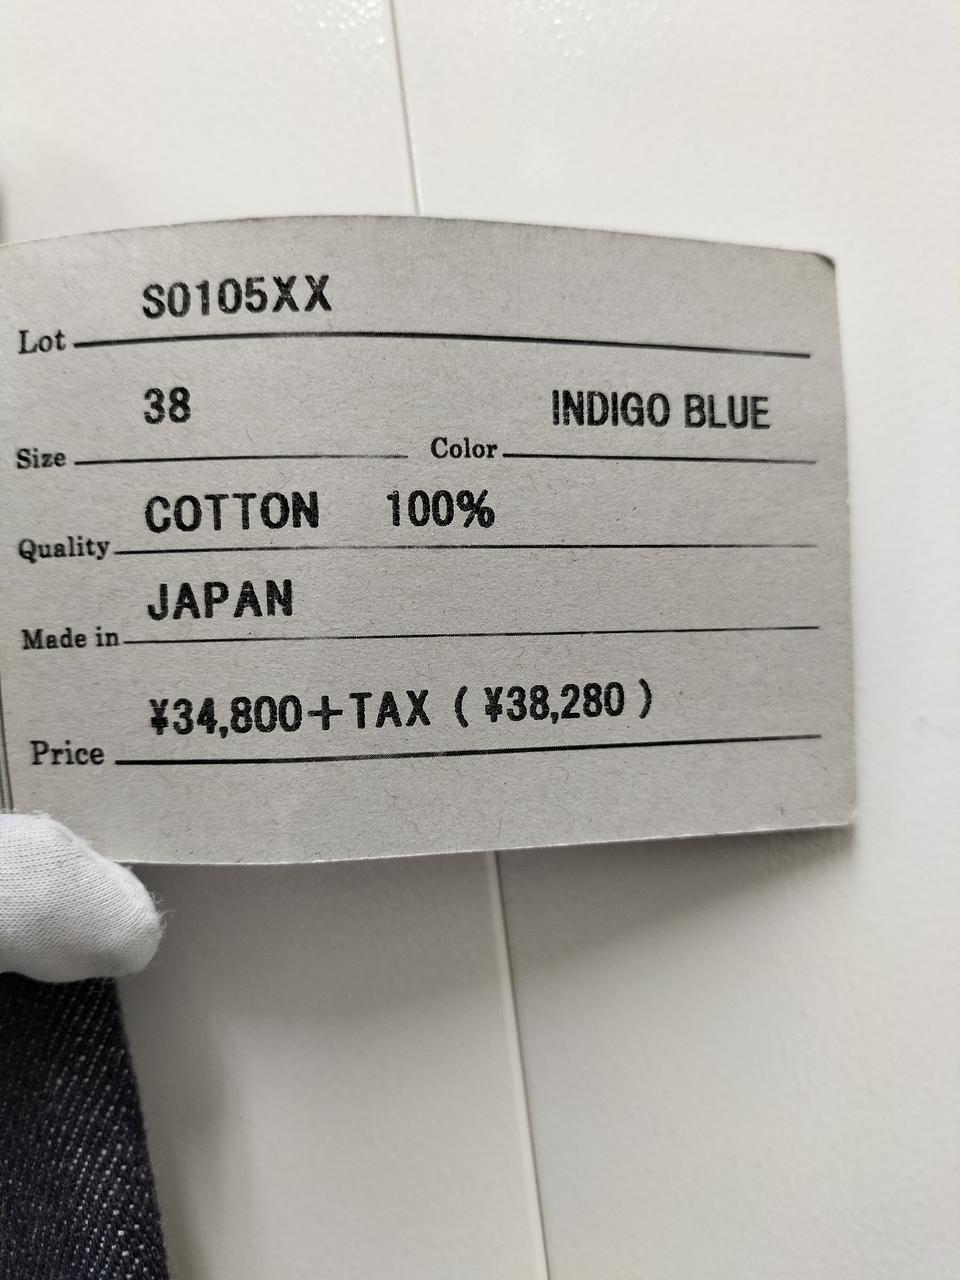 S0105XX
Lot
38 INDIGO BLUE
Size Color
COTTON 100%
Quality
JAPAN
Made in
¥34,800+TAX ( ¥38,280 )
Price